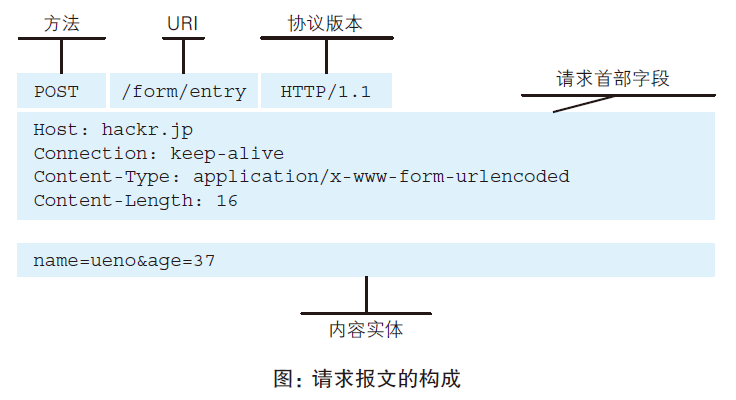 方法 URI 协议版本
请求首部字段
POST /form/entry HTTP/1.1
Host: hackr.jp
Connection: keep-alive
Content-Type: application/x-www-form-urlencoded
Content-Length: 16
name=ueno&age=37
内容实体
图：请求报文的构成